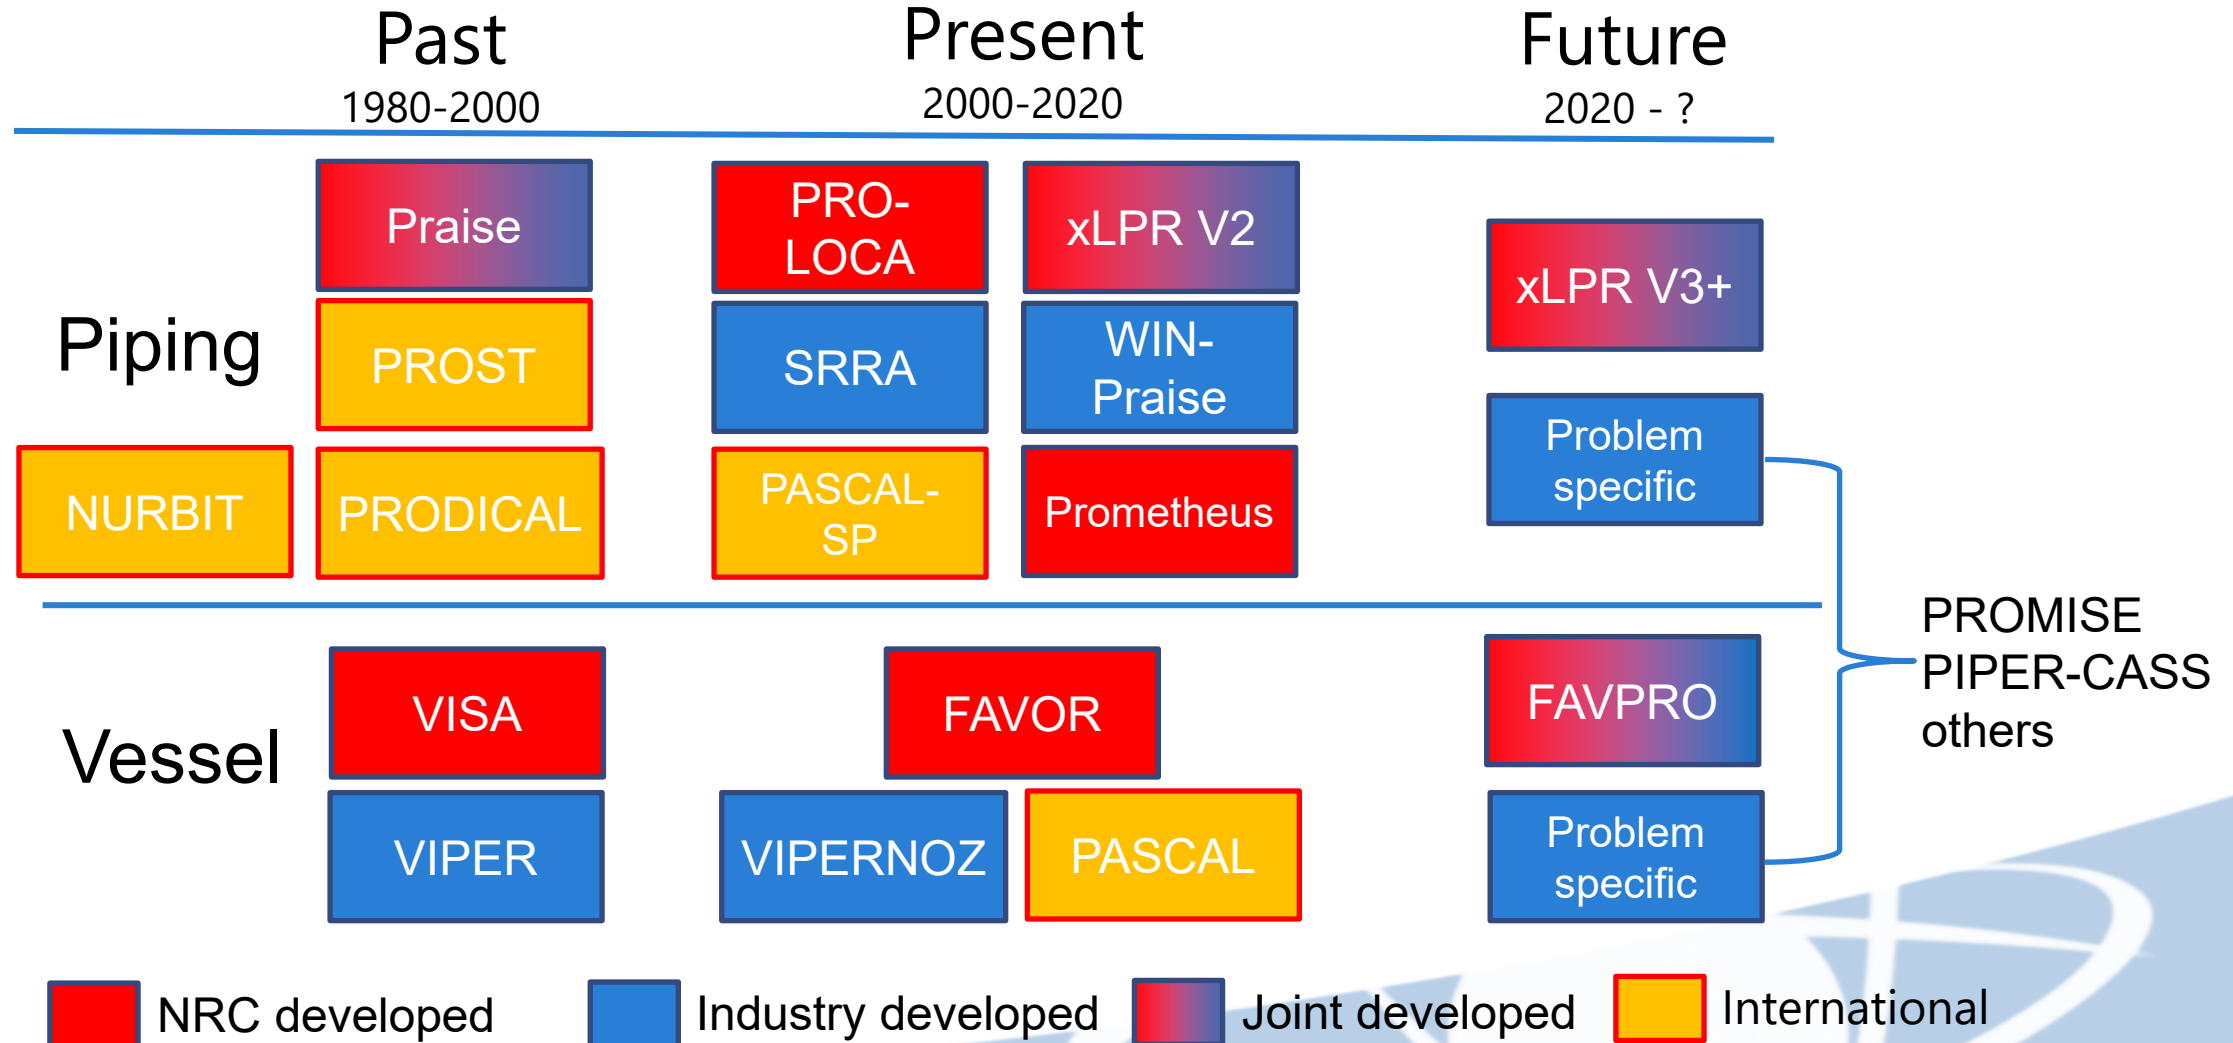 Past
Present
Future
1980-2000
2000-2020
2020 - ?
Piping
Praise
PRO-
LOCA
xLPR V2
xLPR V3+
PROST
SRRA
WIN-
Praise
Problem
specific
NURBIT
PRODICAL
PASCAL-
SP
Prometheus
Vessel
VISA
FAVOR
FAVPRO
VIPER
VIPERNOZ
PASCAL
Problem
specific
PROMISE
PIPER-CASS
others
NRC developed
Industry developed
Joint developed
International